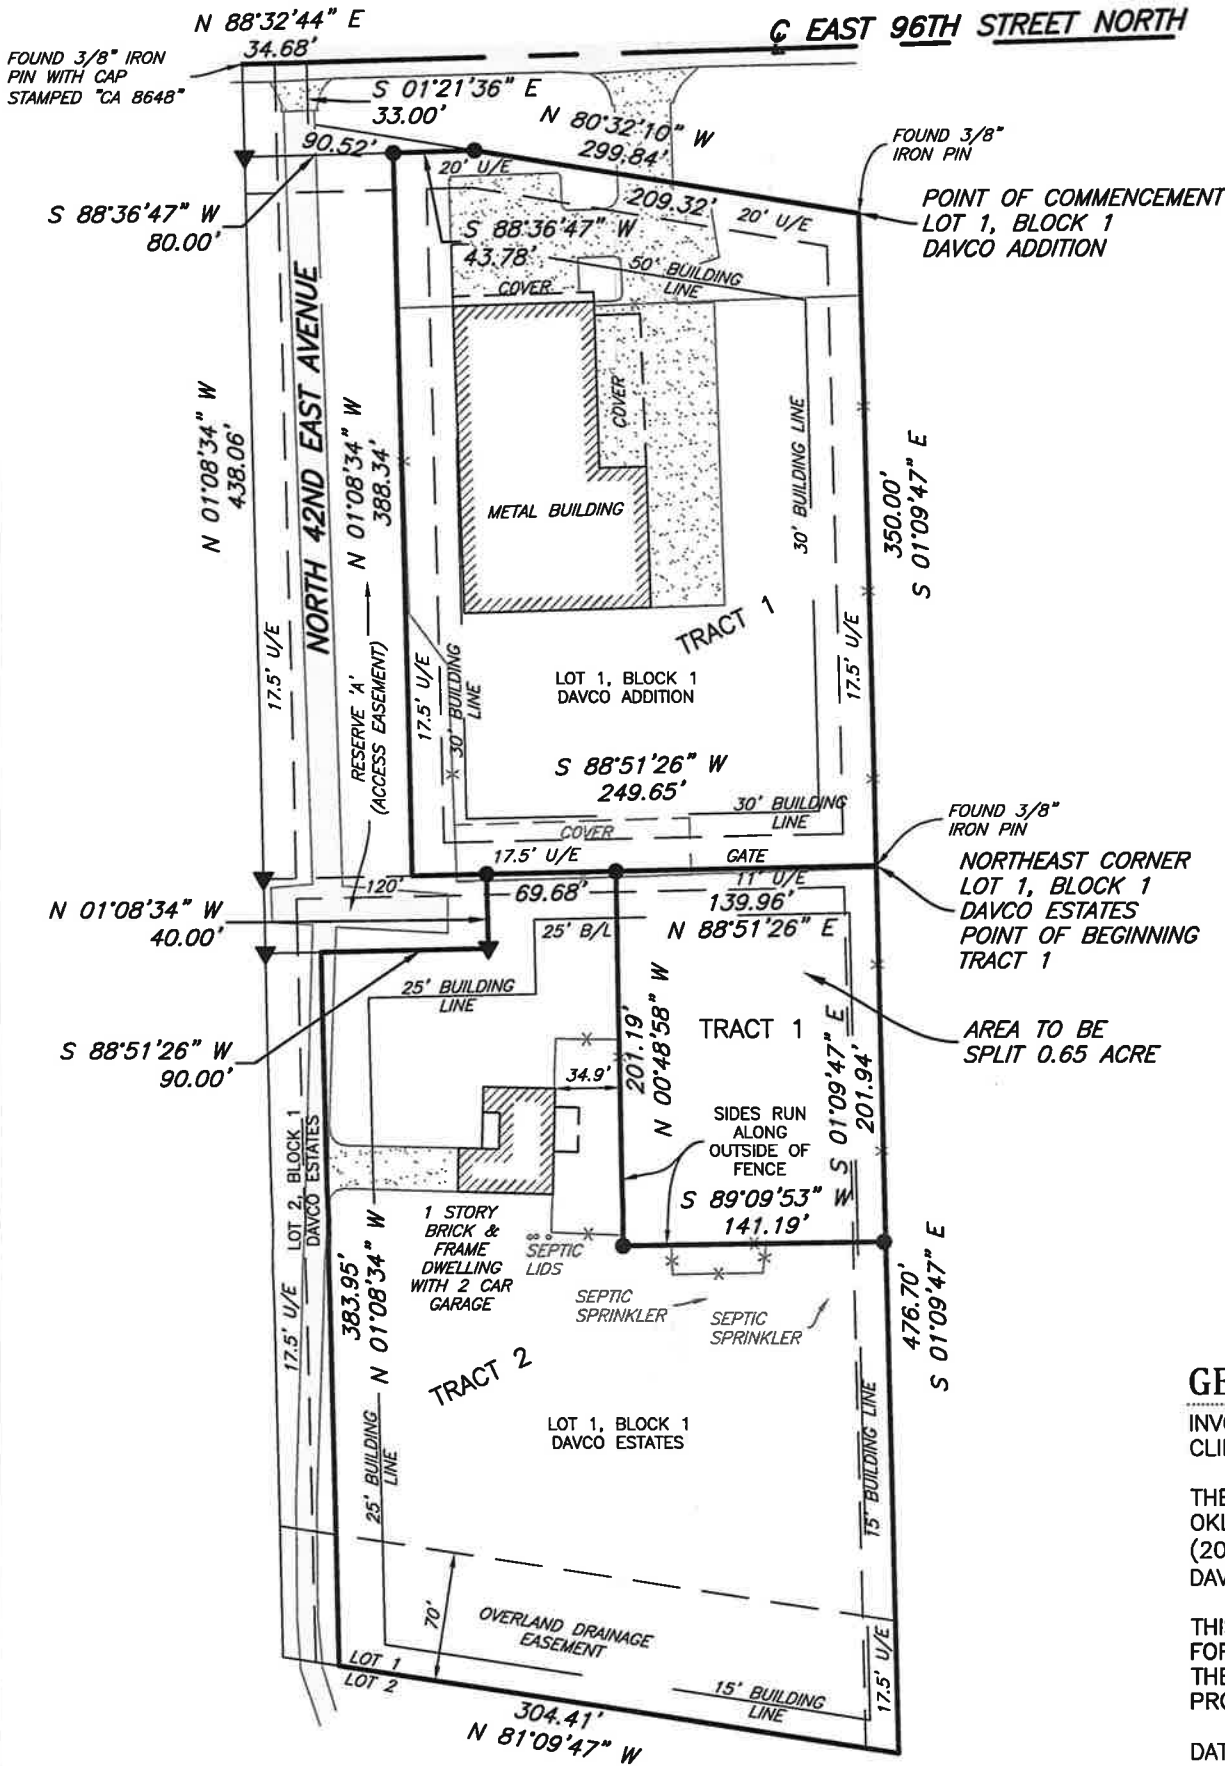 N 88°32'44" E
34.68'
℄ EAST 96TH STREET NORTH
FOUND 3/8" IRON
PIN WITH CAP
STAMPED "CA 8648"
S 01°21'36" E
33.00'
N 80°32'10" W
299.84'
90.52'
20' U/E
209.32'
20' U/E
FOUND 3/8"
IRON PIN
POINT OF COMMENCEMENT
LOT 1, BLOCK 1
DAVCO ADDITION
S 88°36'47" W
80.00'
S 88°36'47" W
43.78'
50' BUILDING
LINE
COVER
COVER
METAL BUILDING
NORTH 42ND EAST AVENUE
N 01°08'34" W
438.06'
N 01°08'34" W
388.34'
30' BUILDING LINE
350.00'
S 01°09'47" E
TRACT 1
17.5' U/E
RESERVE 'A'
(ACCESS EASEMENT)
17.5' U/E
30' BUILDING
LINE
LOT 1, BLOCK 1
DAVCO ADDITION
17.5' U/E
S 88°51'26" W
249.65'
30' BUILDING
LINE
COVER
17.5' U/E
GATE
FOUND 3/8"
IRON PIN
NORTHEAST CORNER
LOT 1, BLOCK 1
DAVCO ESTATES
POINT OF BEGINNING
TRACT 1
120'
69.68'
11' U/E
139.96'
N 88°51'26" E
N 01°08'34" W
40.00'
25' B/L
25' BUILDING
LINE
S 88°51'26" W
90.00'
201.19'
N 00°48'58" W
TRACT 1
S 01°09'47" E
201.94'
AREA TO BE
SPLIT 0.65 ACRE
34.9'
SIDES RUN
ALONG
OUTSIDE OF
FENCE
S 89°09'53" W
141.19'
LOT 2, BLOCK 1
DAVCO ESTATES
17.5' U/E
383.95'
N 01°08'34" W
1 STORY
BRICK &
FRAME
DWELLING
WITH 2 CAR
GARAGE
SEPTIC
LIDS
SEPTIC
SPRINKLER
SEPTIC
SPRINKLER
476.70'
S 01°09'47" E
TRACT 2
LOT 1, BLOCK 1
DAVCO ESTATES
25' BUILDING
LINE
15' BUILDING LINE
70'
OVERLAND DRAINAGE
EASEMENT
17.5' U/E
LOT 1
LOT 2
15' BUILDING
LINE
304.41'
N 81°09'47" W
THE
(20
DAV
THE
PRO
DAT